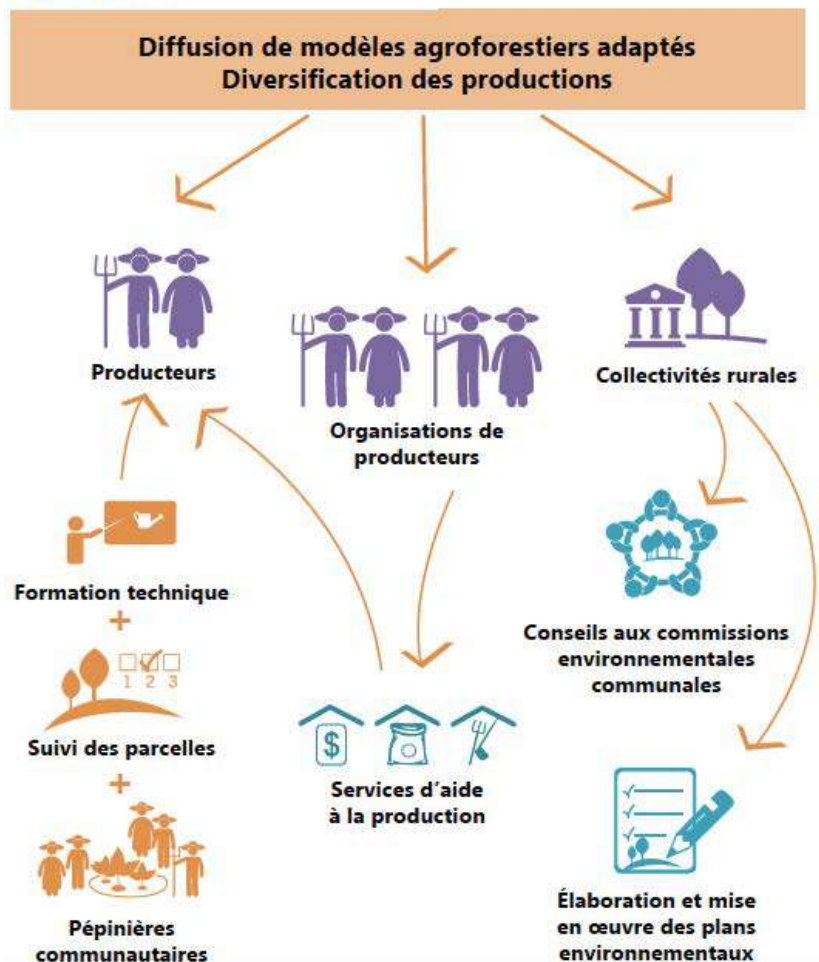 Diffusion de modèles agroforestiers adaptés
Diversification des productions
Producteurs
Organisations de
producteurs
Collectivités rurales
Formation technique
+
Suivi des parcelles
1 2 3
+
Pépinières
communautaires
$
Services d'aide
à la production
Conseils aux commissions
environnementales
communales
Élaboration et mise
en œuvre des plans
environnementaux